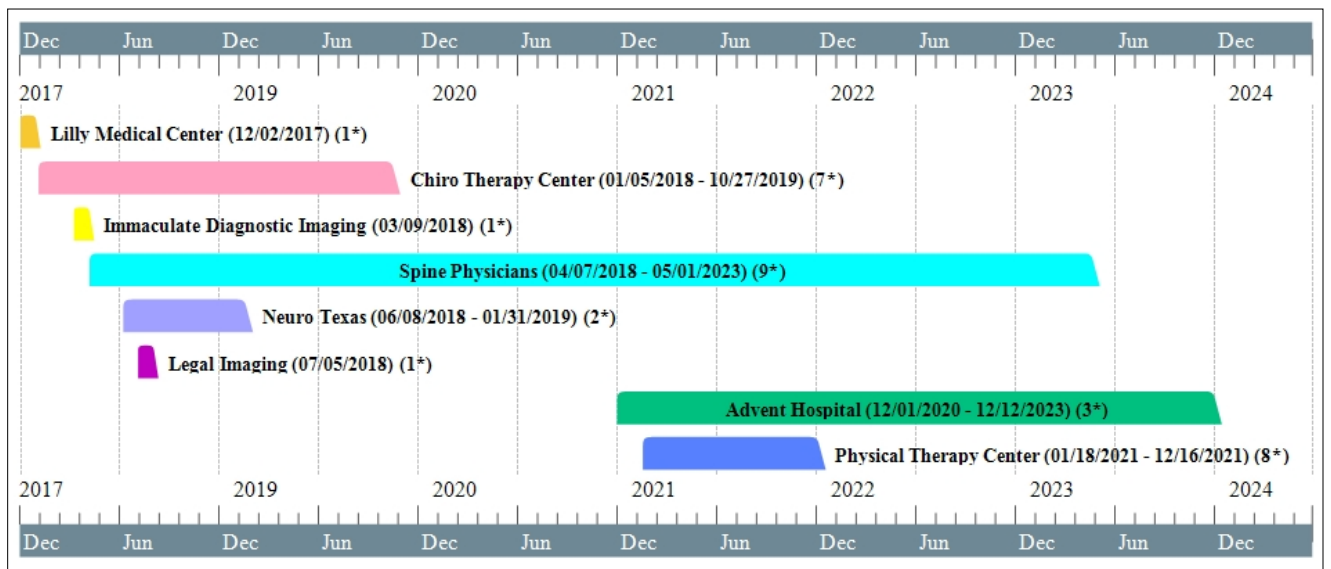 Dec Jun Dec Jun Dec Jun Dec Jun Dec Jun Dec Jun Dec
2017 2019 2020 2021 2022 2023 2024
Lilly Medical Center (12/02/2017) (1*)
Chiro Therapy Center (01/05/2018 - 10/27/2019) (7*)
Immaculate Diagnostic Imaging (03/09/2018) (1*)
Spine Physicians (04/07/2018 - 05/01/2023) (9*)
Neuro Texas (06/08/2018 - 01/31/2019) (2*)
Legal Imaging (07/05/2018) (1*)
Advent Hospital (12/01/2020 - 12/12/2023) (3*)
Physical Therapy Center (01/18/2021 - 12/16/2021) (8*)
2017 2019 2020 2021 2022 2023 2024
Dec Jun Dec Jun Dec Jun Dec Jun Dec Jun Dec Jun Dec